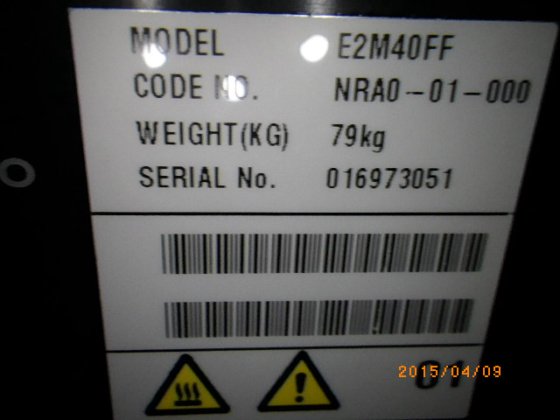 MODEL E2M40FF
CODE NO. NRA0-01-000
WEIGHT(KG) 79kg
SERIAL No. 016973051
2015/04/09